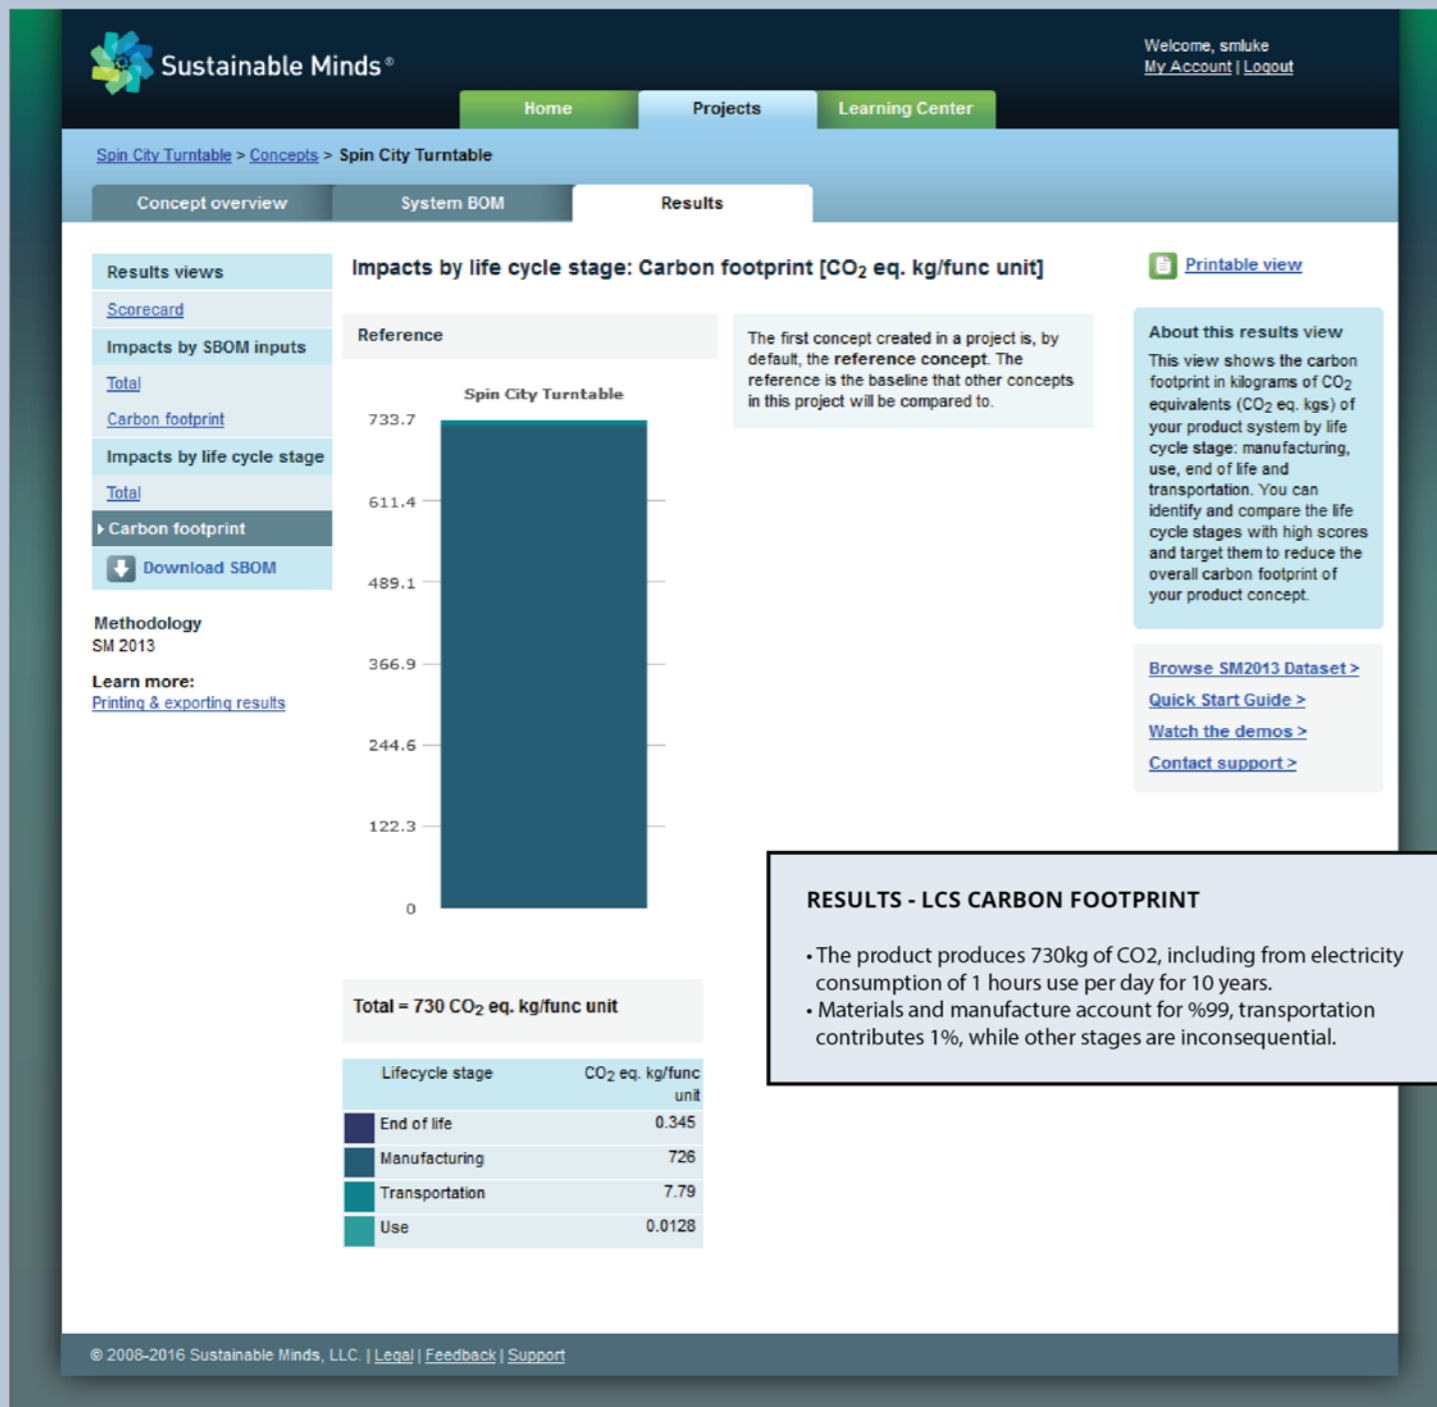 Sustainable Minds®
Welcome, smluke
My Account | Logout
Home
Projects
Learning Center
Spin City Turntable > Concepts > Spin City Turntable
Concept overview
System BOM
Results
Results views
Scorecard
Impacts by SBOM inputs
Total
Carbon footprint
Impacts by life cycle stage
Total
Carbon footprint
Download SBOM
Methodology
SM 2013
Learn more:
Printing & exporting results
Impacts by life cycle stage: Carbon footprint [CO2 eq. kg/func unit]
Reference
Spin City Turntable
733.7
611.4
489.1
366.9
244.6
122.3
0
The first concept created in a project is, by
default, the reference concept. The
reference is the baseline that other concepts
in this project will be compared to.
Total = 730 CO2 eq. kg/func unit
Lifecycle stage CO2 eq. kg/func
unit
End of life 0.345
Manufacturing 726
Transportation 7.79
Use 0.0128
Printable view
About this results view
This view shows the carbon
footprint in kilograms of CO2
equivalents (CO2 eq. kgs) of
your product system by life
cycle stage: manufacturing,
use, end of life and
transportation. You can
identify and compare the life
cycle stages with high scores
and target them to reduce the
overall carbon footprint of
your product concept.
Browse SM2013 Dataset >
Quick Start Guide >
Watch the demos >
Contact support >
RESULTS - LCS CARBON FOOTPRINT
• The product produces 730kg of CO2, including from electricity
consumption of 1 hours use per day for 10 years.
• Materials and manufacture account for %99, transportation
contributes 1%, while other stages are inconsequential.
© 2008-2016 Sustainable Minds, LLC. | Legal | Feedback | Support